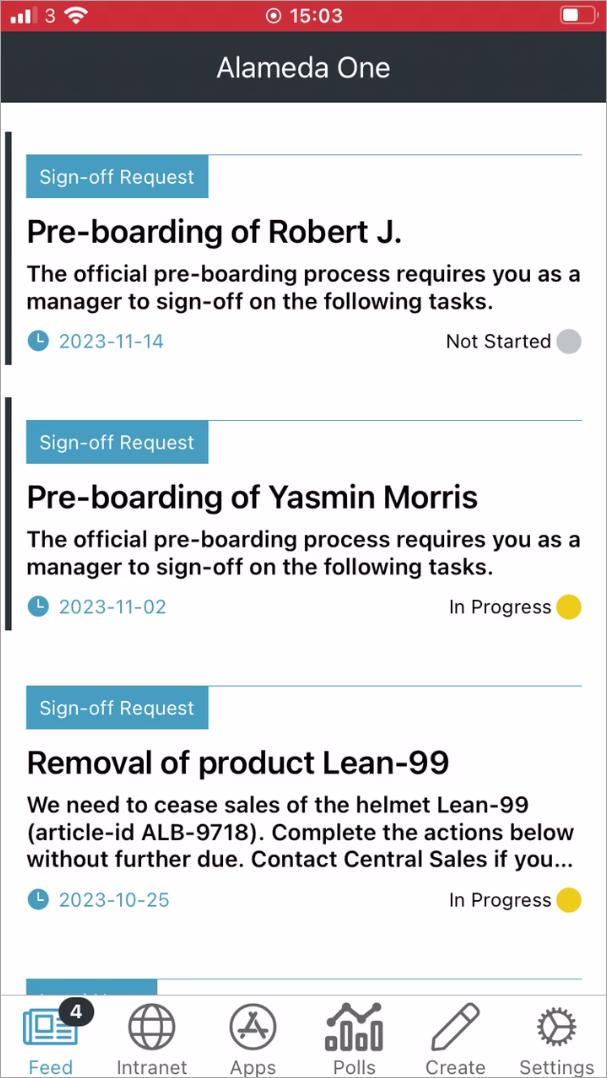 3 15:03
Alameda One
Sign-off Request
Pre-boarding of Robert J.
The official pre-boarding process requires you as a
manager to sign-off on the following tasks.
2023-11-14 Not Started
Sign-off Request
Pre-boarding of Yasmin Morris
The official pre-boarding process requires you as a
manager to sign-off on the following tasks.
2023-11-02 In Progress
Sign-off Request
Removal of product Lean-99
We need to cease sales of the helmet Lean-99
(article-id ALB-9718). Complete the actions below
without further due. Contact Central Sales if you...
2023-10-25 In Progress
4
Feed Intranet Apps Polls Create Settings